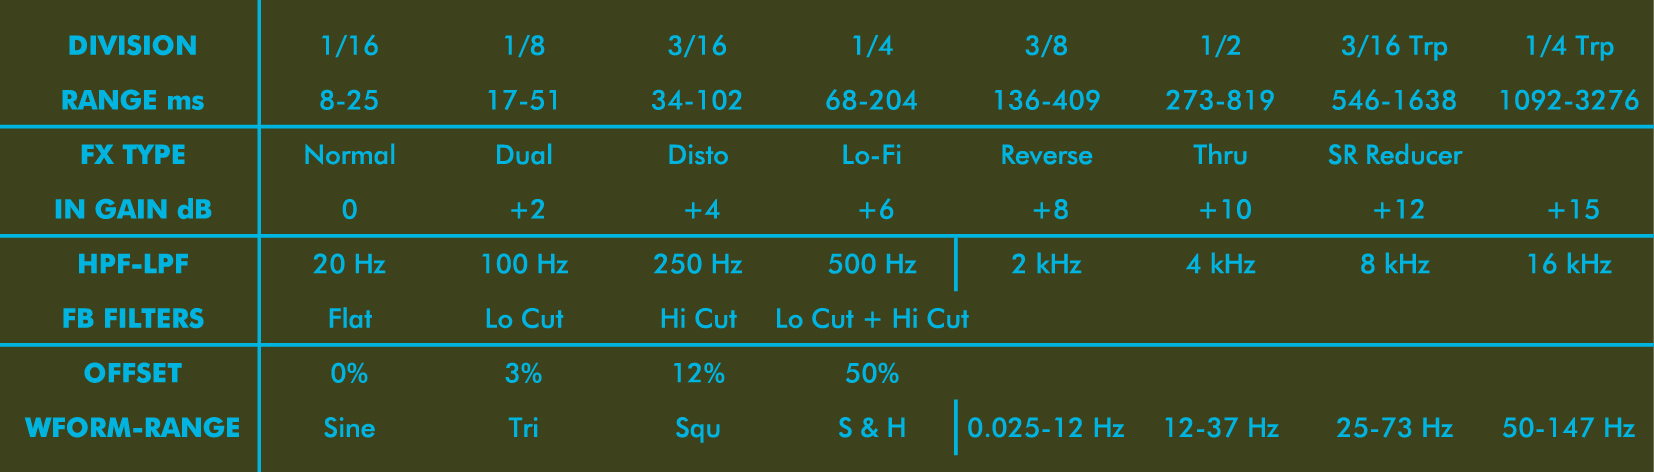 DIVISION 1/16 1/8 3/16 1/4 3/8 1/2 3/16 Trp 1/4 Trp
RANGE ms 8-25 17-51 34-102 68-204 136-409 273-819 546-1638 1092-3276
FX TYPE Normal Dual Disto Lo-Fi Reverse Thru SR Reducer
IN GAIN dB 0 +2 +4 +6 +8 +10 +12 +15
HPF-LPF 20 Hz 100 Hz 250 Hz 500 Hz 2 kHz 4 kHz 8 kHz 16 kHz
FB FILTERS Flat Lo Cut Hi Cut Lo Cut + Hi Cut
OFFSET 0% 3% 12% 50%
WFORM-RANGE Sine Tri Squ S & H 0.025-12 Hz 12-37 Hz 25-73 Hz 50-147 Hz